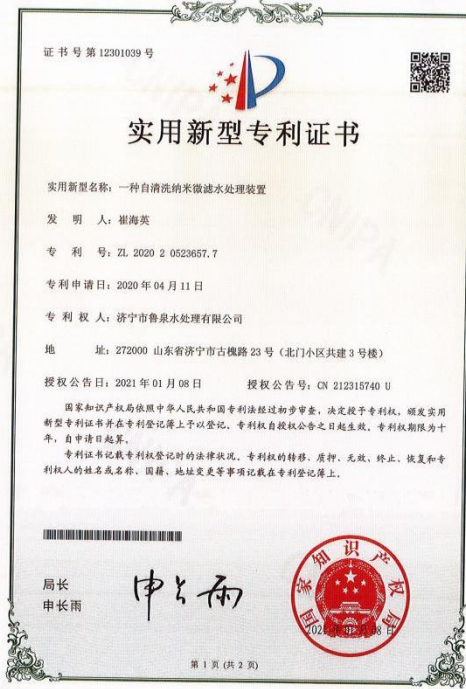 证书号第12301039号
实用新型专利证书
实用新型名称：一种自清洗纳米微滤水处理装置
发 明 人：崔海英
专 利 号：ZL 2020 2 0523657.7
专利申请日：2020年04月11日
专 利 权 人：济宁市鲁泉水处理有限公司
地 址：272000 山东省济宁市古槐路23号（北门小区共建3号楼）
授权公告日：2021年01月08日 授权公告号：CN 212315740 U
国家知识产权局依照中华人民共和国专利法经过初步审查，决定授予专利权，颁发实用
新型专利证书并在专利登记簿上予以登记。专利权自授权公告之日起生效。专利权期限为十
年，自申请日起算。
专利证书记载专利权登记时的法律状况。专利权的转移、质押、无效、终止、恢复和专
利权人的姓名或名称、国籍、地址变更等事项记载在专利登记簿上。
局长
申长雨
申长雨
国家知识产权局
2021年01月08日
第 1 页 (共 2 页)
CNIPA